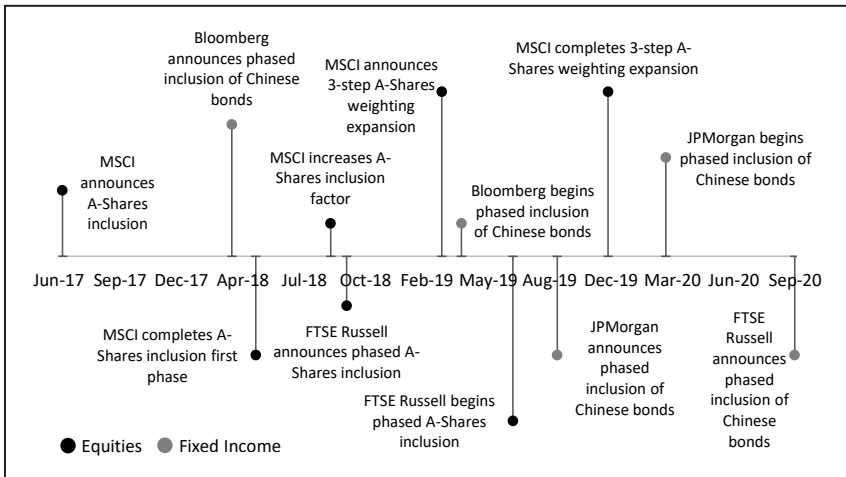 Bloomberg
announces phased
inclusion of Chinese
bonds
MSCI announces
3-step A-Shares
weighting
expansion
MSCI completes 3-step A-
Shares weighting expansion
MSCI
announces
A-Shares
inclusion
MSCI increases A-
Shares inclusion
factor
Bloomberg begins
phased inclusion
of Chinese bonds
JPMorgan begins
phased inclusion of
Chinese bonds
Jun-17 Sep-17 Dec-17 Apr-18 Jul-18 Oct-18 Feb-19 May-19 Aug-19 Dec-19 Mar-20 Jun-20 Sep-20
MSCI completes A-
Shares inclusion first
phase
FTSE Russell
announces phased A-
Shares inclusion
FTSE Russell begins
phased A-Shares
inclusion
JPMorgan
announces
phased
inclusion of
Chinese bonds
FTSE
Russell
announces
phased
inclusion of
Chinese
bonds
Equities Fixed Income